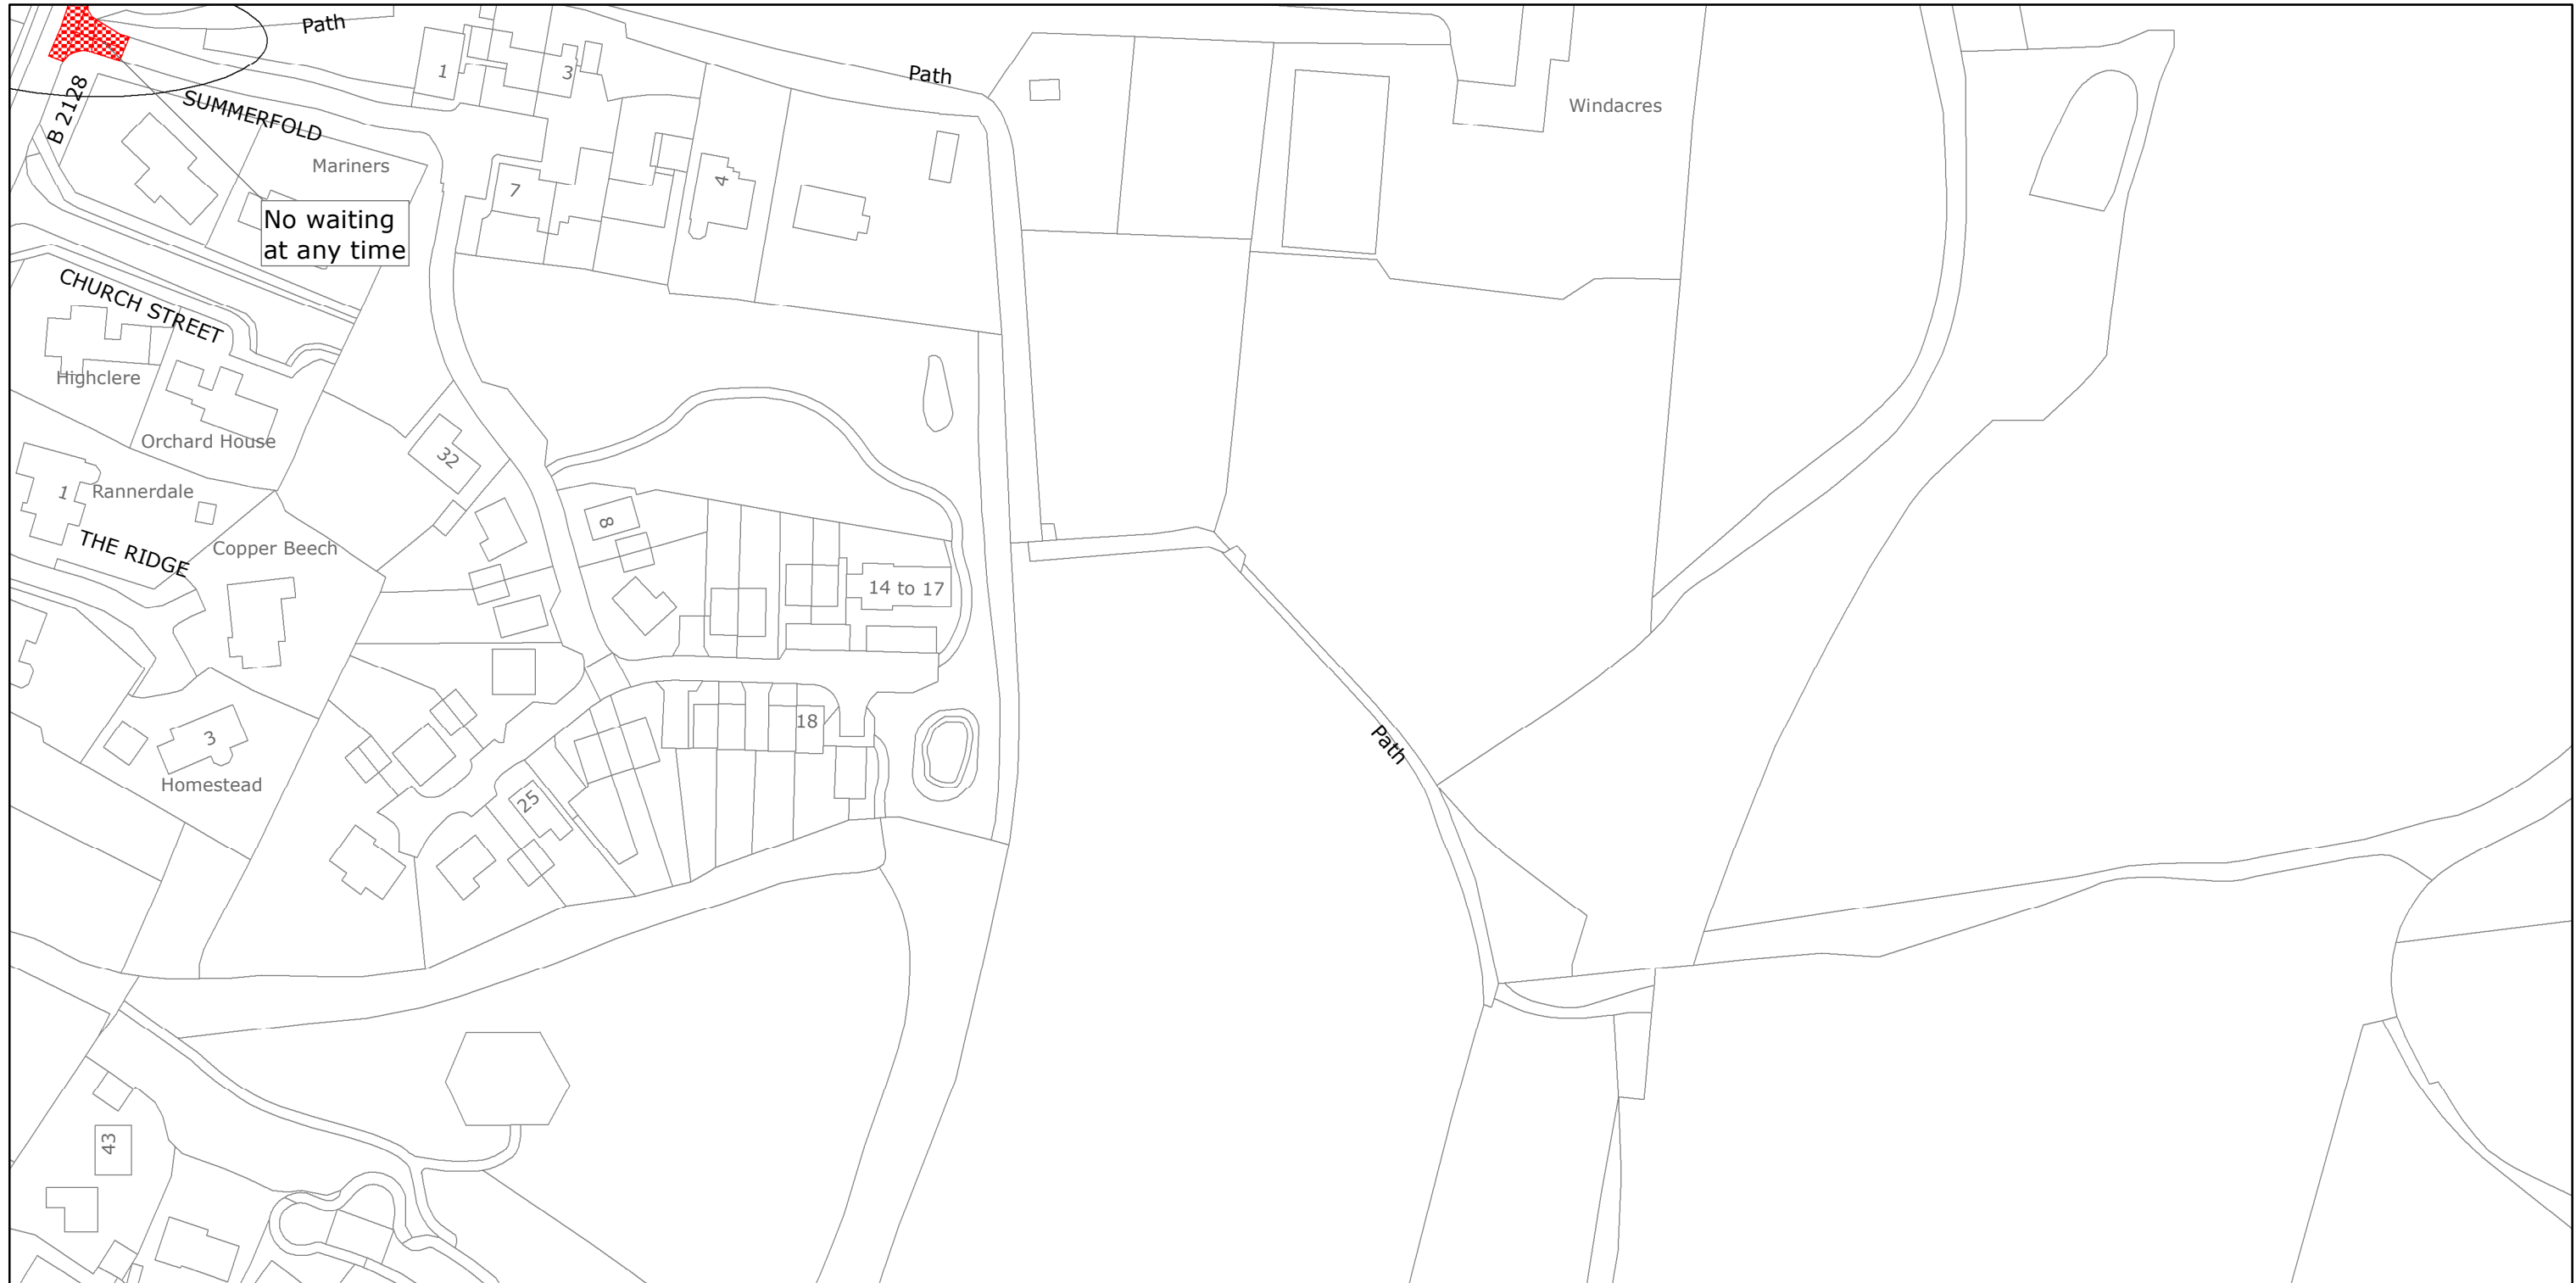 Path
1
3
Path
Windacres
B 2128
SUMMERFOLD
Mariners
7
4
No waiting
at any time
CHURCH STREET
Highclere
Orchard House
32
1
Rannerdale
8
THE RIDGE
Copper Beech
14 to 17
18
3
Path
Homestead
25
43